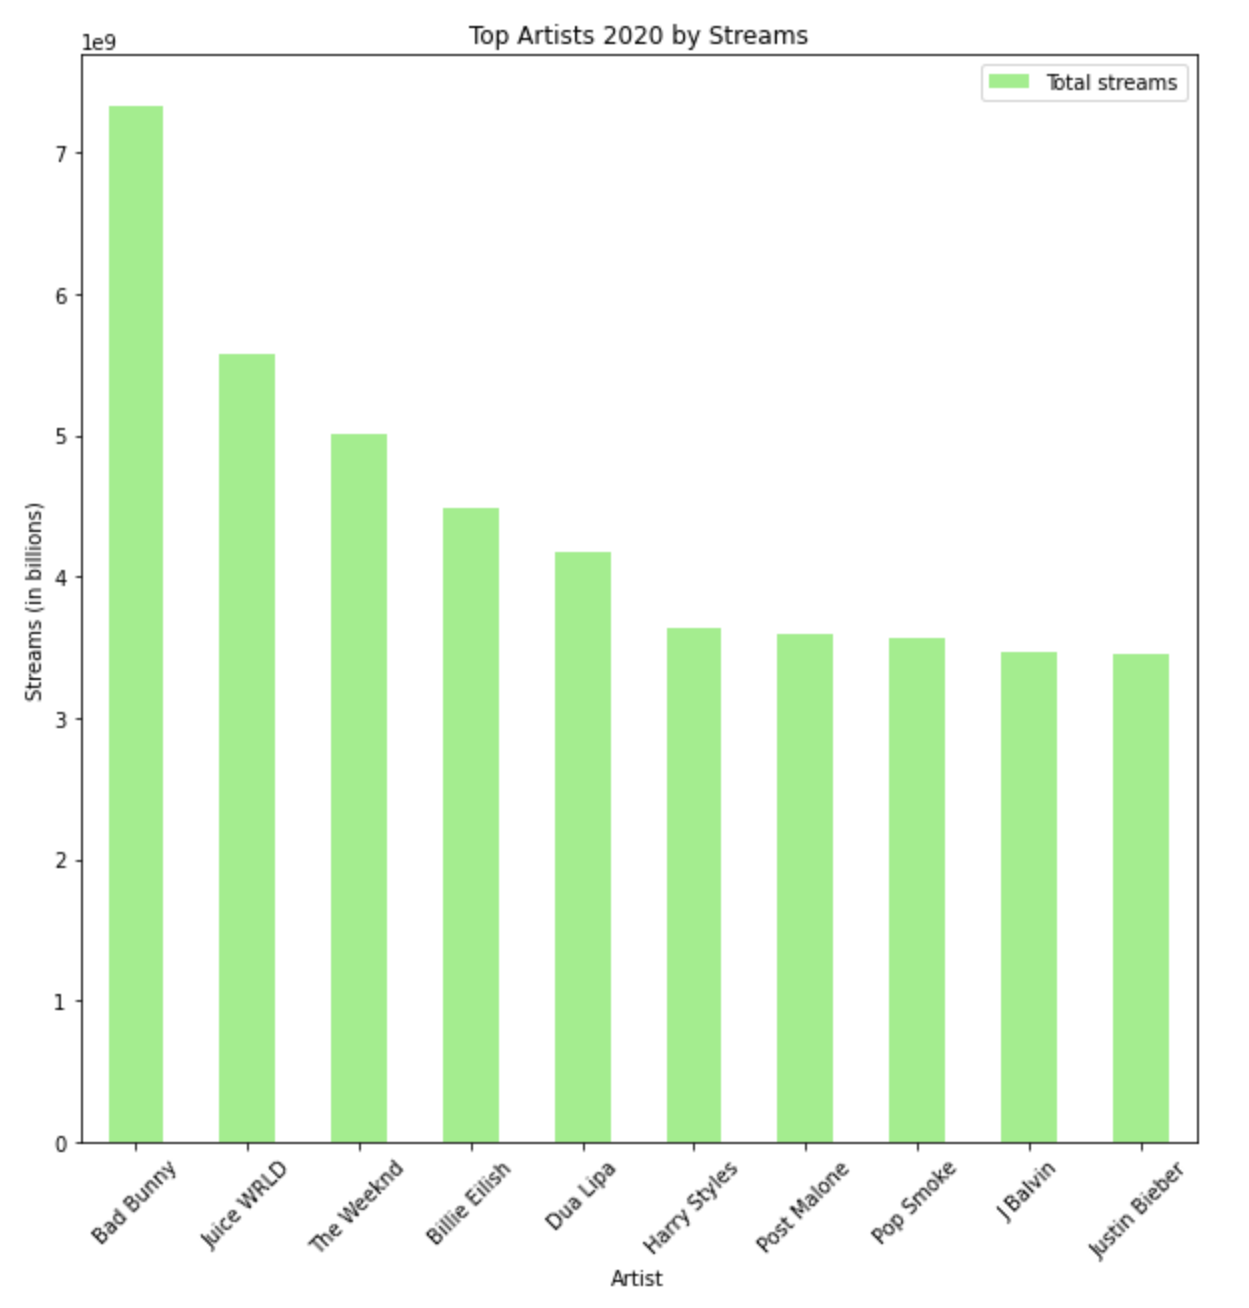 Top Artists 2020 by Streams
1e9
Total streams
7
6
5
4
3
2
1
0
Streams (in billions)
Bad Bunny
Juice WRLD
The Weeknd
Billie Eilish
Dua Lipa
Harry Styles
Post Malone
Pop Smoke
J Balvin
Justin Bieber
Artist